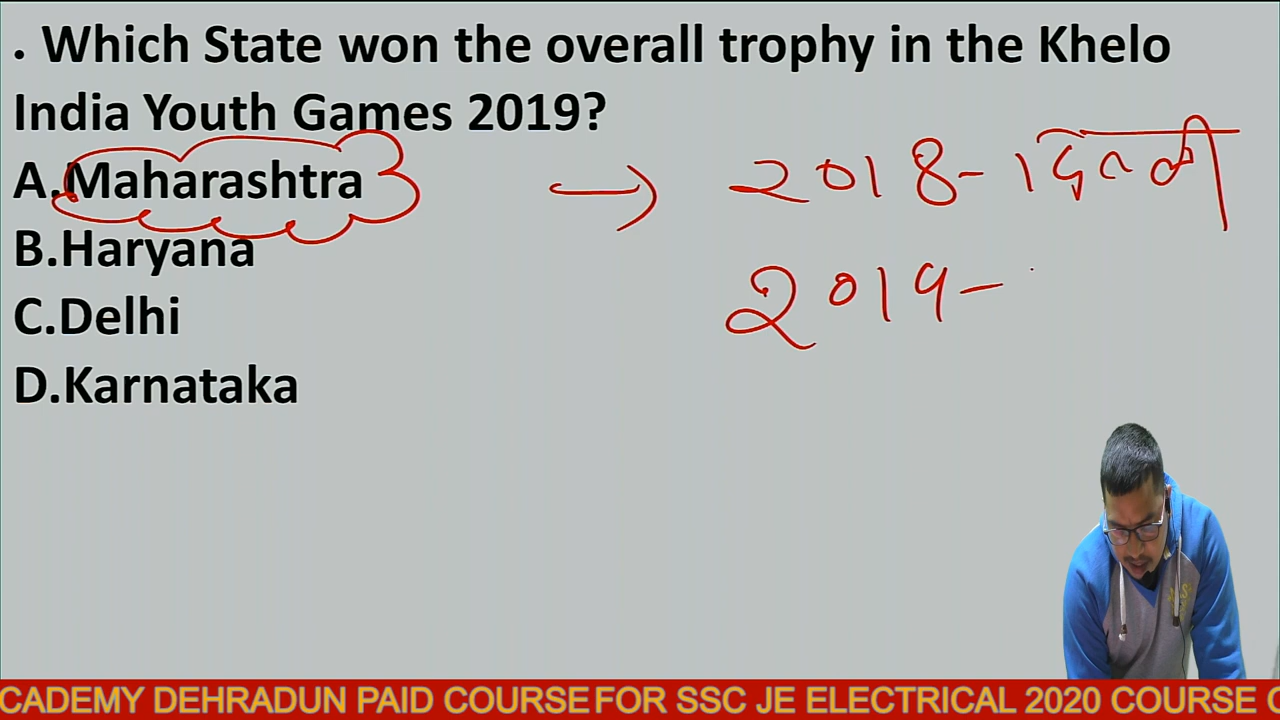 . Which State won the overall trophy in the Khelo
India Youth Games 2019?
A.Maharashtra
B.Haryana
C.Delhi
D.Karnataka
→ 2018-
2019-
CADEMY DEHRADUN PAID COURSE FOR SSC JE ELECTRICAL 2020 COURSE C